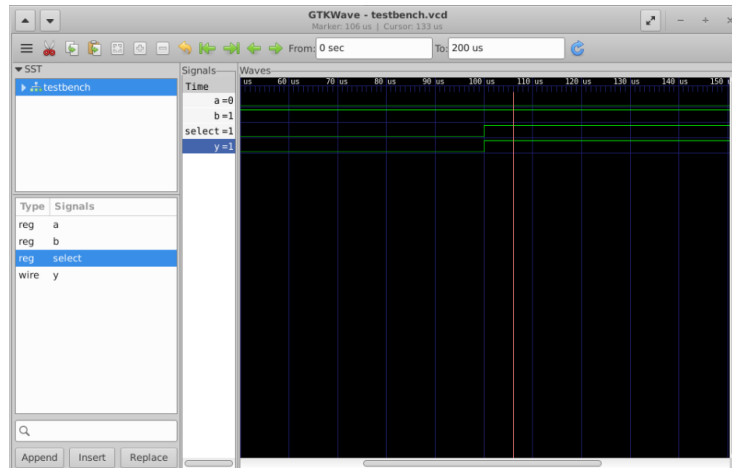 GTKWave - testbench.vcd
Marker: 106 us | Cursor: 133 us
From: 0 sec To: 200 us
SST
testbench
Type Signals
reg a
reg b
reg select
wire y
Append Insert Replace
Signals
Time
a =0
b =1
select =1
y =1
Waves
us 60 us 70 us 80 us 90 us 100 us 110 us 120 us 130 us 140 us 150